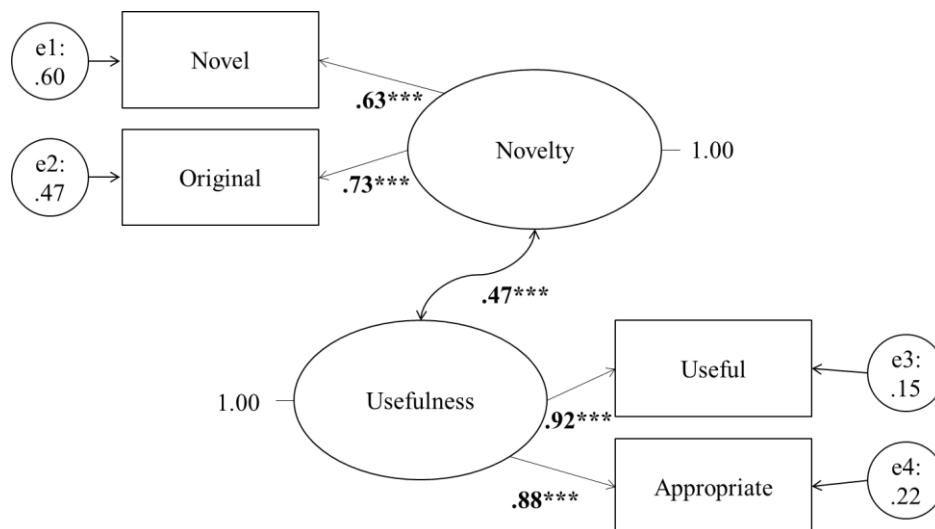 e1:
.60
Novel
.63***
e2:
.47
Original
.73***
Novelty
1.00
.47***
1.00
Usefulness
Useful
e3:
.15
.92***
Appropriate
e4:
.22
.88***